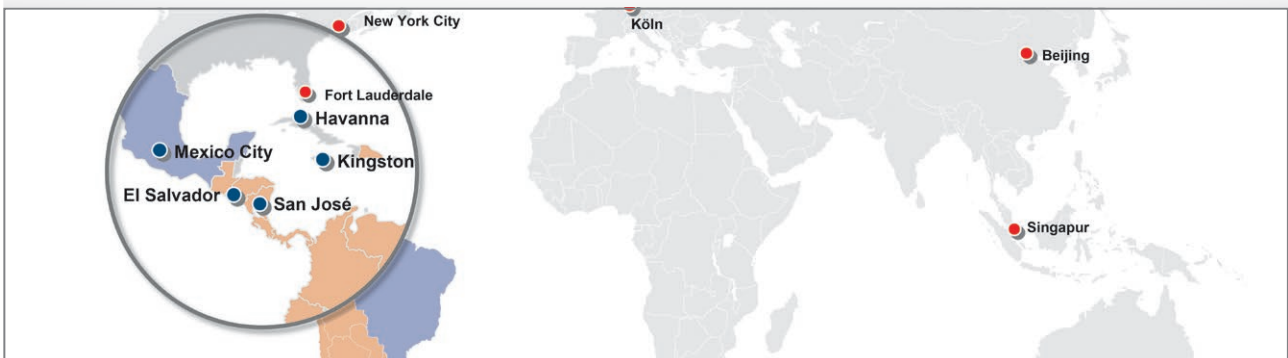 New York City
Köln
Beijing
Fort Lauderdale
Havanna
Mexico City
Kingston
El Salvador
San José
Singapur